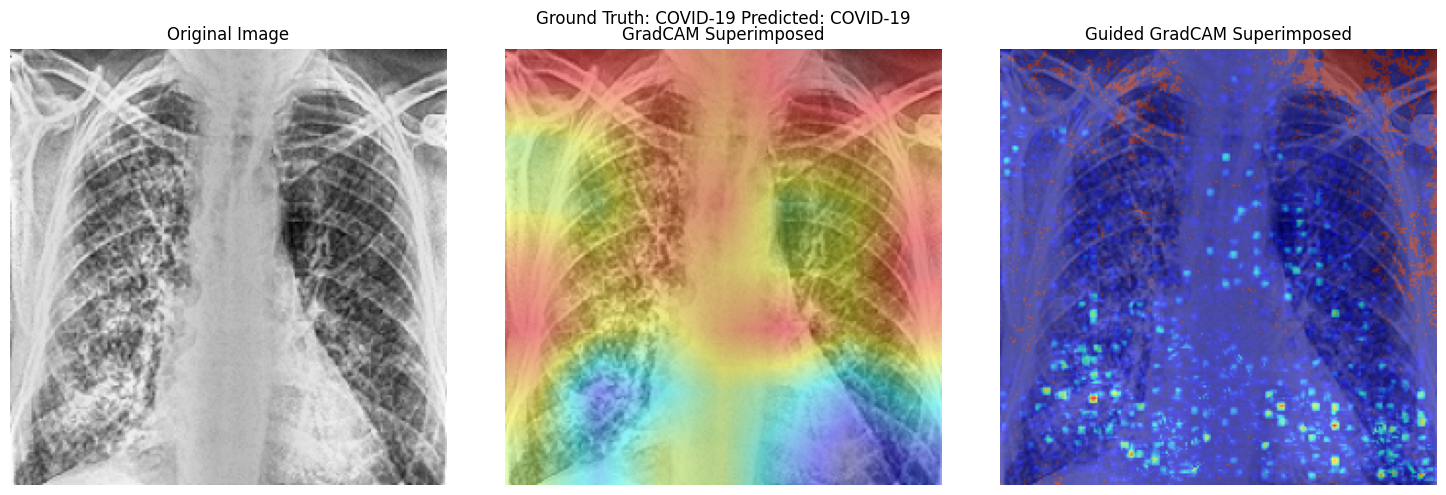 Ground Truth: COVID-19 Predicted: COVID-19
Original Image
GradCAM Superimposed
Guided GradCAM Superimposed